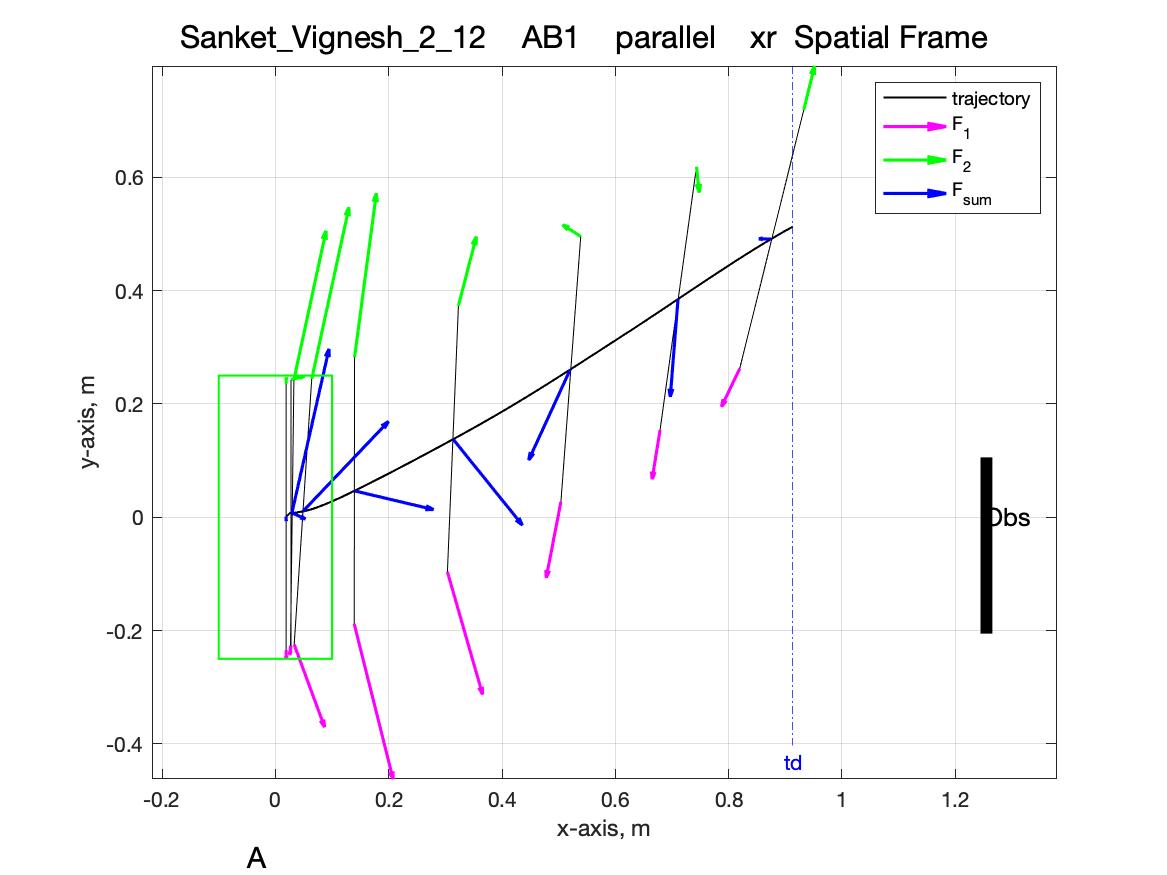 Sanket_Vignesh_2_12 AB1 parallel xr Spatial Frame
trajectory
F1
F2
Fsum
0.6
0.4
0.2
0
-0.2
-0.4
y-axis, m
Obs
td
-0.2 0 0.2 0.4 0.6 0.8 1 1.2
x-axis, m
A